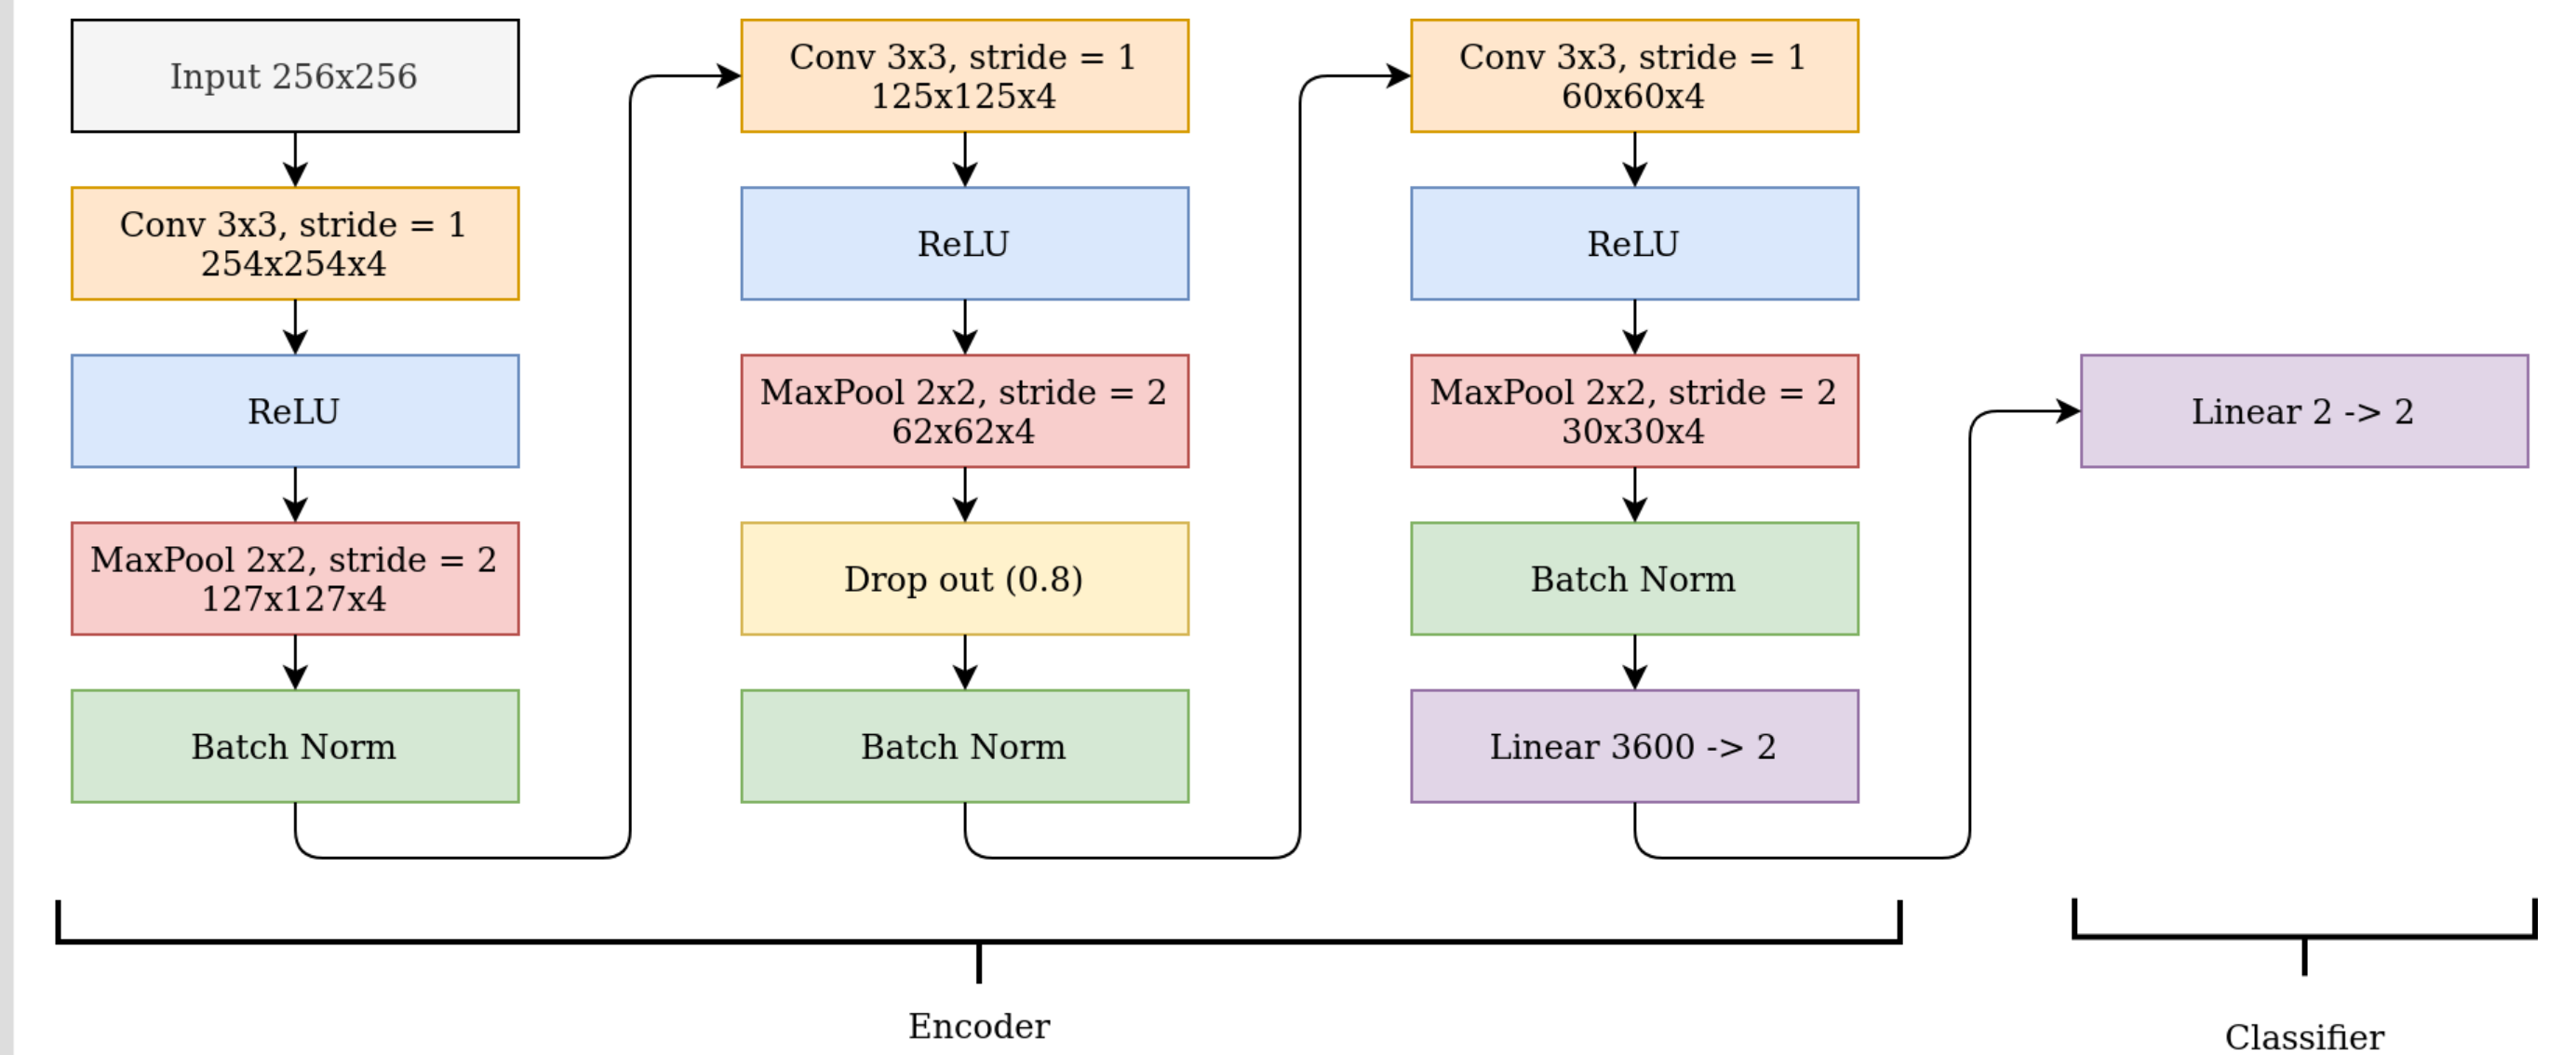 Input 256x256
Conv 3x3, stride = 1
254x254x4
ReLU
MaxPool 2x2, stride = 2
127x127x4
Batch Norm
Conv 3x3, stride = 1
125x125x4
ReLU
MaxPool 2x2, stride = 2
62x62x4
Drop out (0.8)
Batch Norm
Conv 3x3, stride = 1
60x60x4
ReLU
MaxPool 2x2, stride = 2
30x30x4
Batch Norm
Linear 3600 -> 2
Linear 2 -> 2
Encoder
Classifier